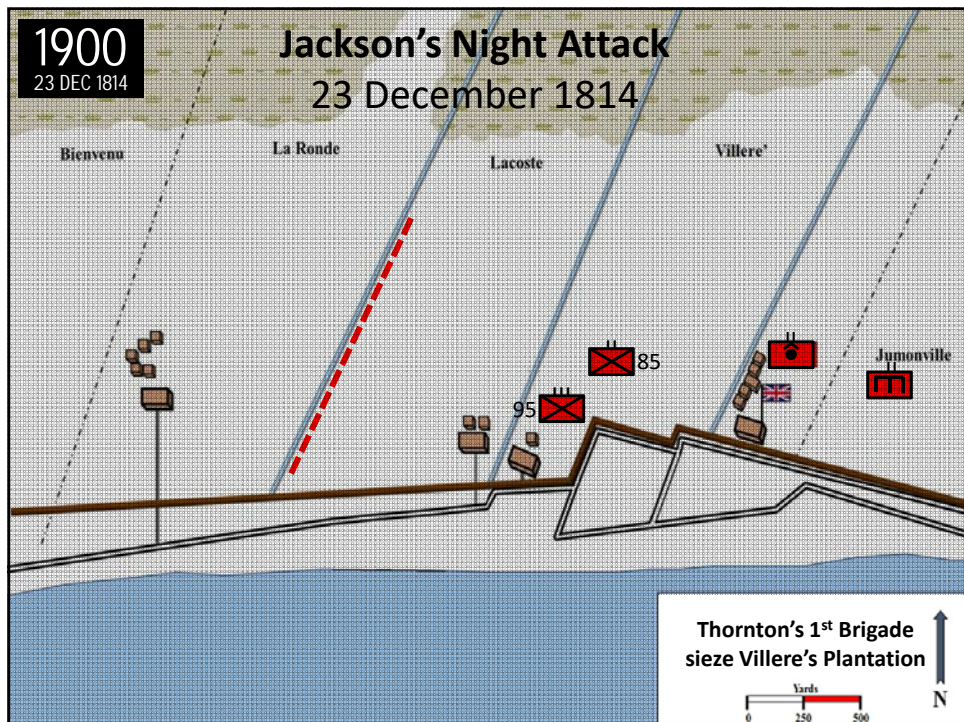 1900
23 DEC 1814
Jackson's Night Attack
23 December 1814
Bienvenu
La Ronde
Lacoste
Villere'
Jumonville
85
95
Thornton's 1st Brigade
sieze Villere's Plantation
Yards
0 250 500
N